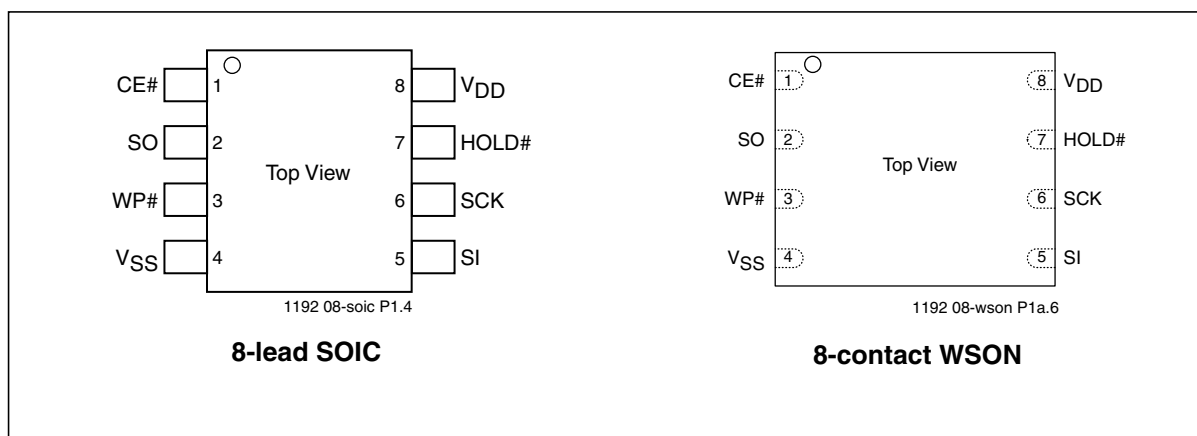 CE# 1 8 VDD
SO 2 7 HOLD#
Top View
WP# 3 6 SCK
VSS 4 5 SI
1192 08-soic P1.4
8-lead SOIC
CE# 1 8 VDD
SO 2 7 HOLD#
Top View
WP# 3 6 SCK
VSS 4 5 SI
1192 08-wson P1a.6
8-contact WSON